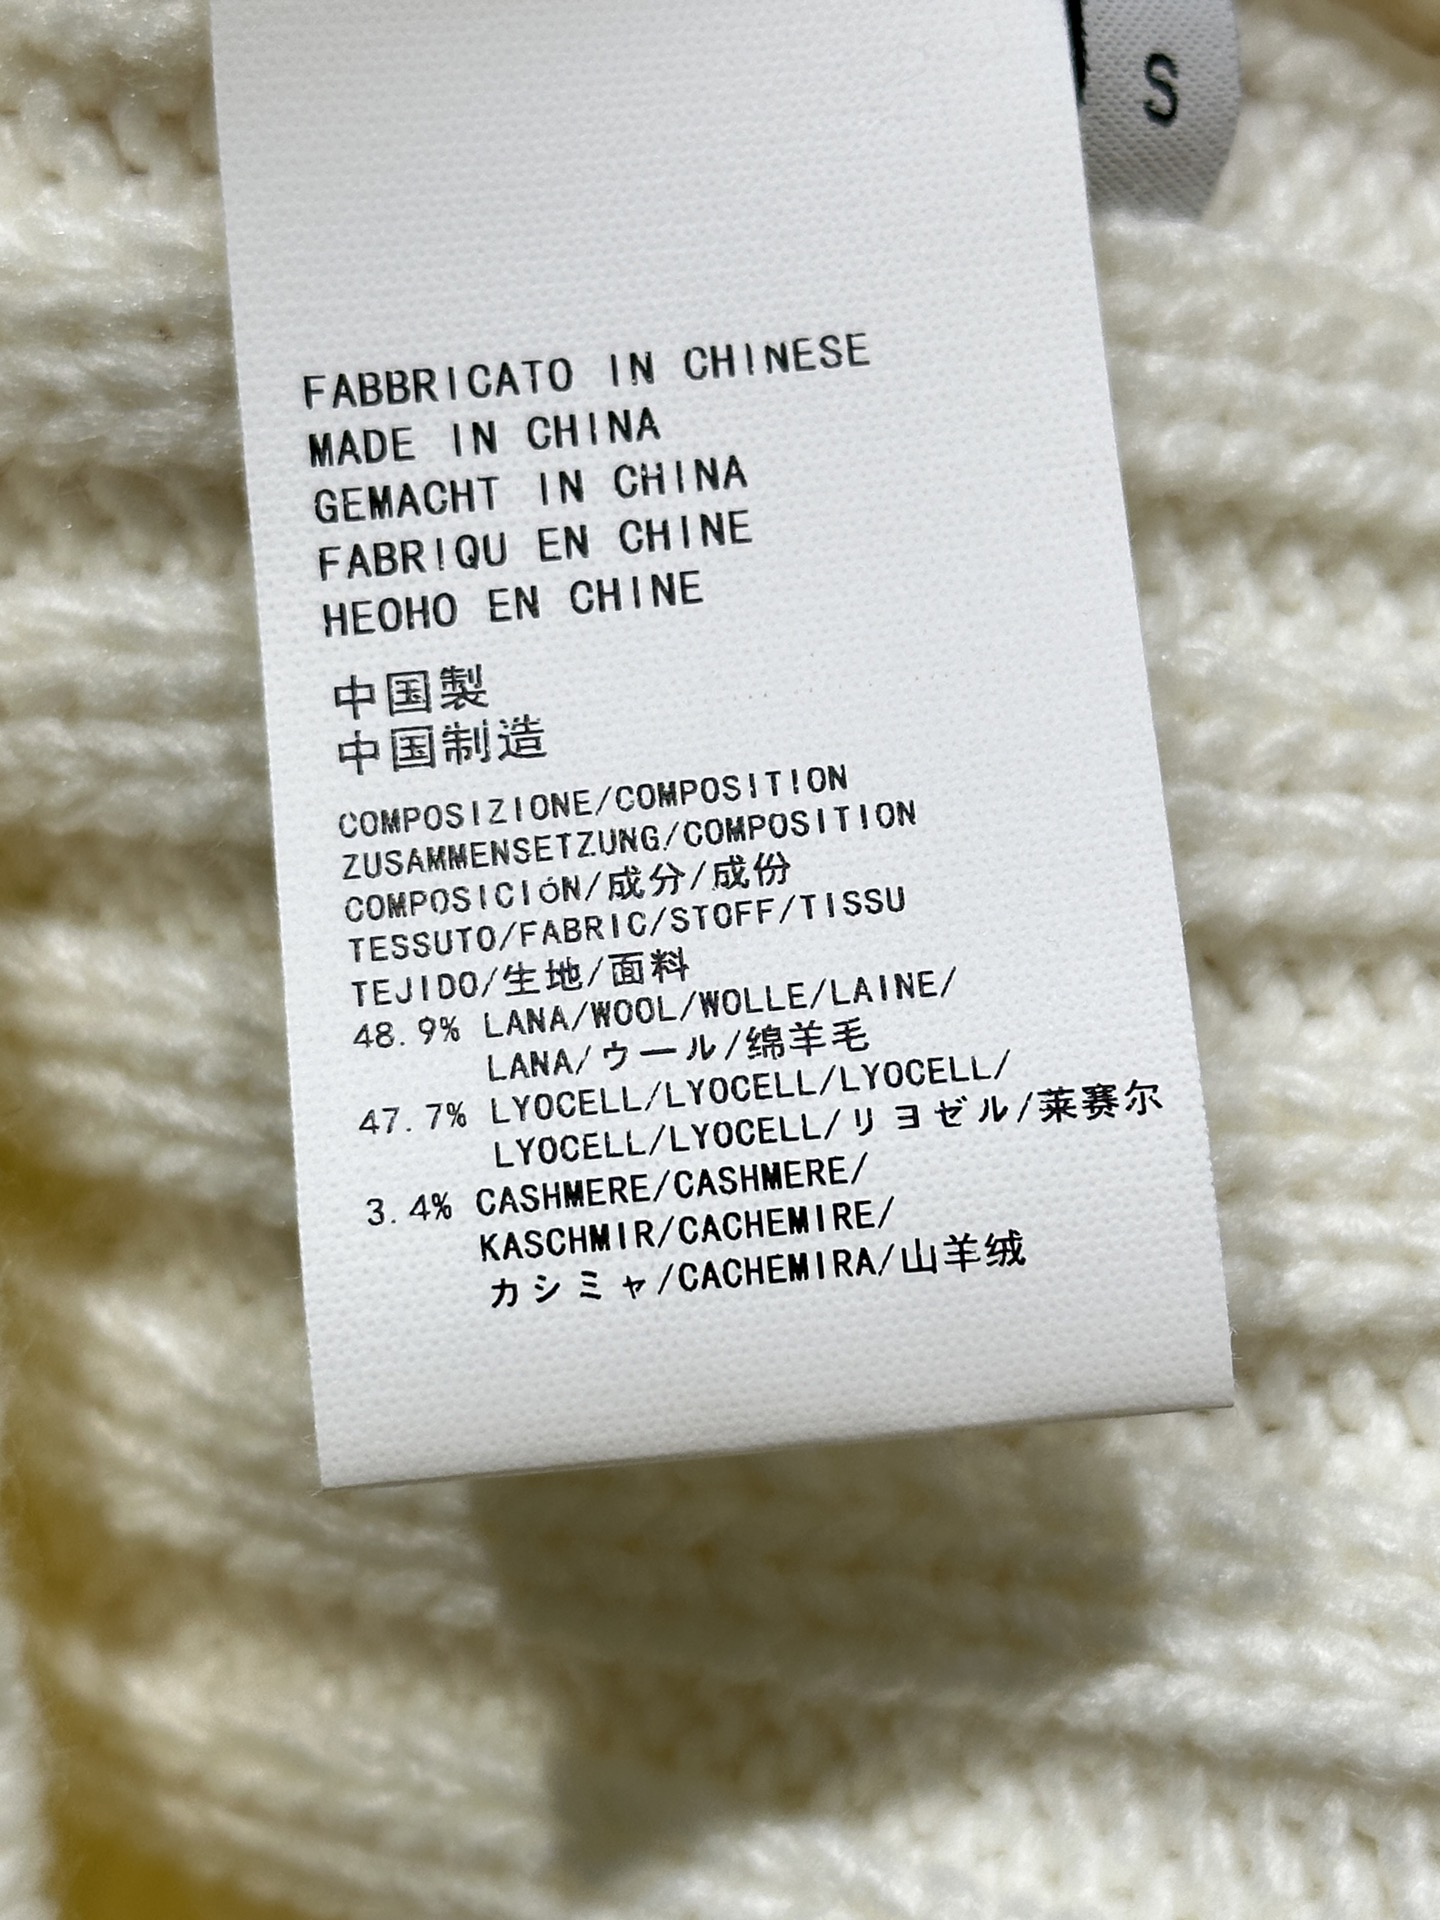 S
FABBRICATO IN CHINESE
MADE IN CHINA
GEMACHT IN CHINA
FABRIQU EN CHINE
HEOHO EN CHINE
中国製
中国制造
COMPOSIZIONE/COMPOSITION
ZUSAMMENSETZUNG/COMPOSITION
COMPOSICIóN/成分/成份
TESSUTO/FABRIC/STOFF/TISSU
TEJIDO/生地/面料
48.9% LANA/WOOL/WOLLE/LAINE/
LANA/ウール/绵羊毛
47.7% LYOCELL/LYOCELL/LYOCELL/
LYOCELL/LYOCELL/リヨゼル/莱赛尔
3.4% CASHMERE/CASHMERE/
KASCHMIR/CACHEMIRE/
カシミャ/CACHEMIRA/山羊绒